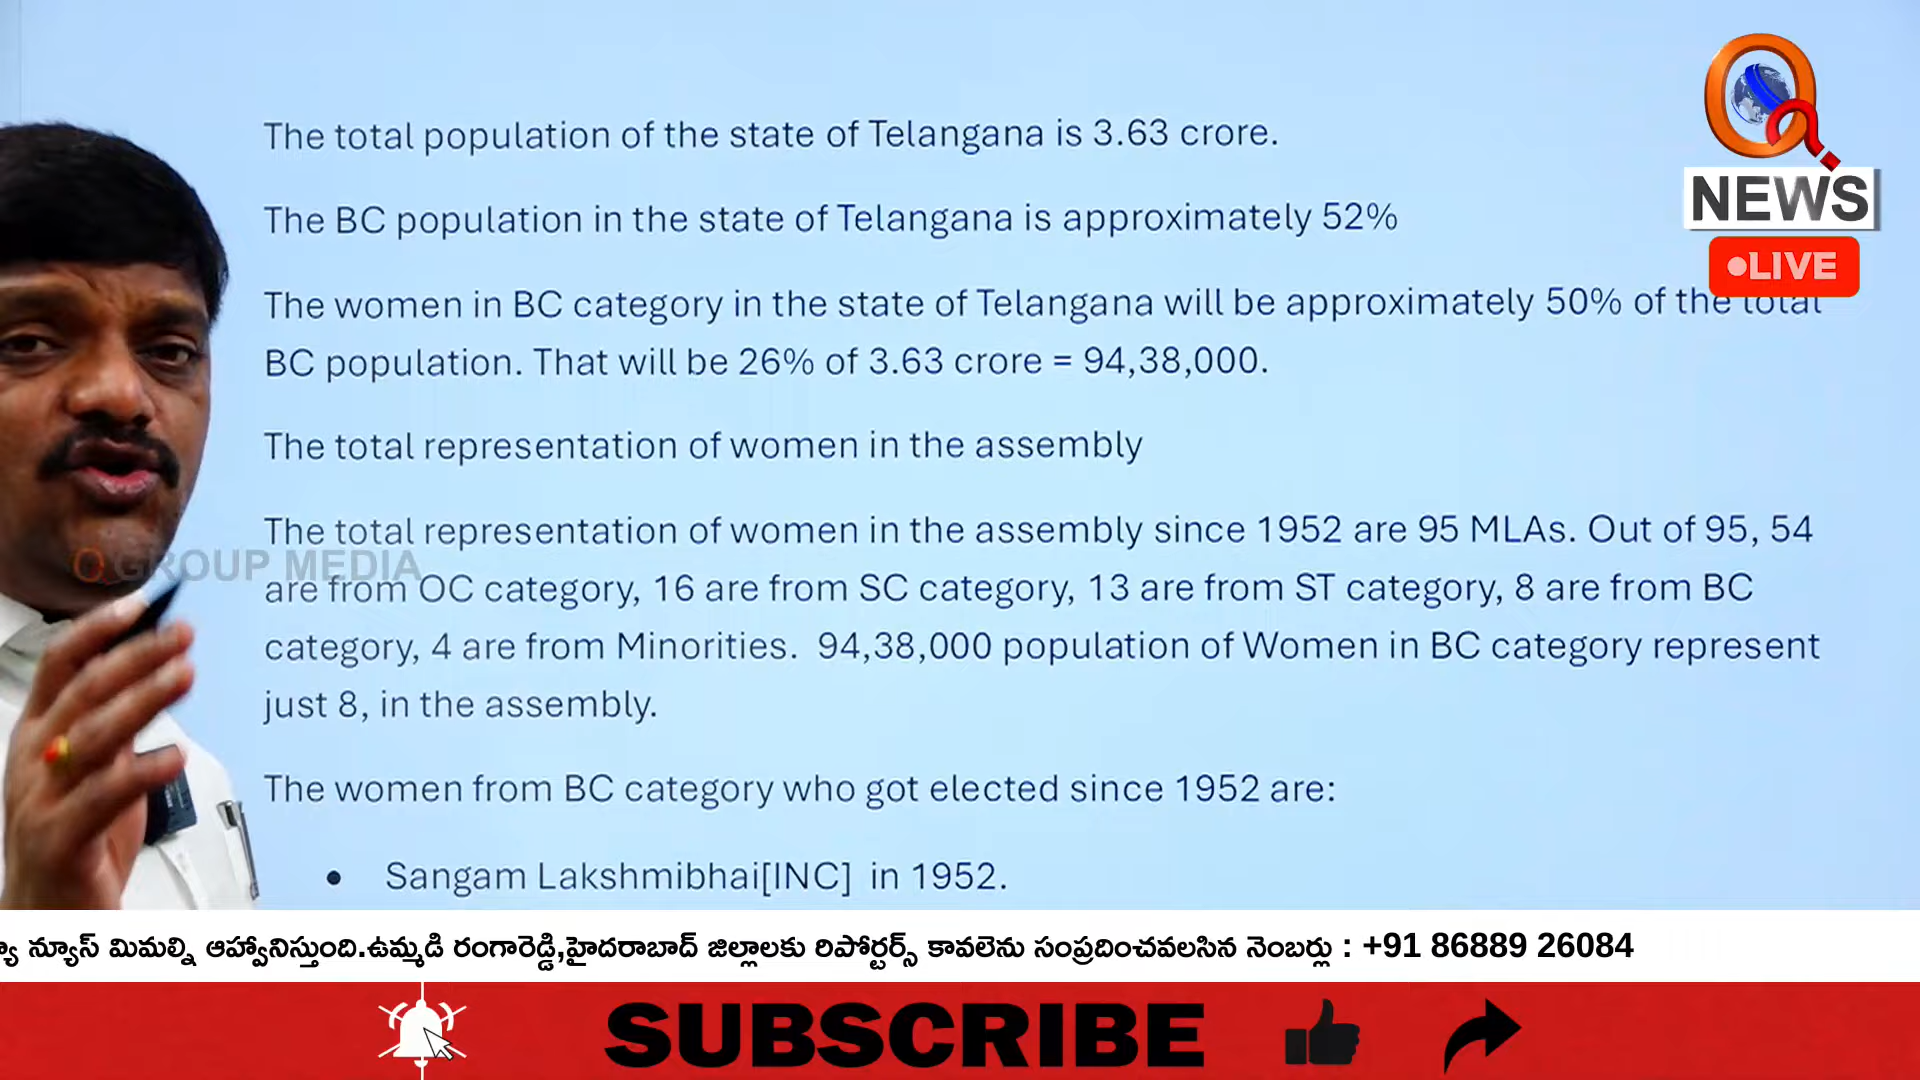 The total population of the state of Telangana is 3.63 crore.
The BC population in the state of Telangana is approximately 52%
The women in BC category in the state of Telangana will be approximately 50% of the total
BC population. That will be 26% of 3.63 crore = 94,38,000.
The total representation of women in the assembly
The total representation of women in the assembly since 1952 are 95 MLAs. Out of 95, 54
are from OC category, 16 are from SC category, 13 are from ST category, 8 are from BC
category, 4 are from Minorities. 94,38,000 population of Women in BC category represent
just 8, in the assembly.
The women from BC category who got elected since 1952 are:
• Sangam Lakshmibhai[INC] in 1952.
Q
NEWS
LIVE
Q GROUP MEDIA
న్యూస్ మిమల్ని ఆహ్వానిస్తుంది.ఉమ్మడి రంగారెడ్డి,హైదరాబాద్ జిల్లాలకు రిపోర్టర్స్ కావలెను సంప్రదించవలసిన నెంబర్లు : +91 86889 26084
SUBSCRIBE